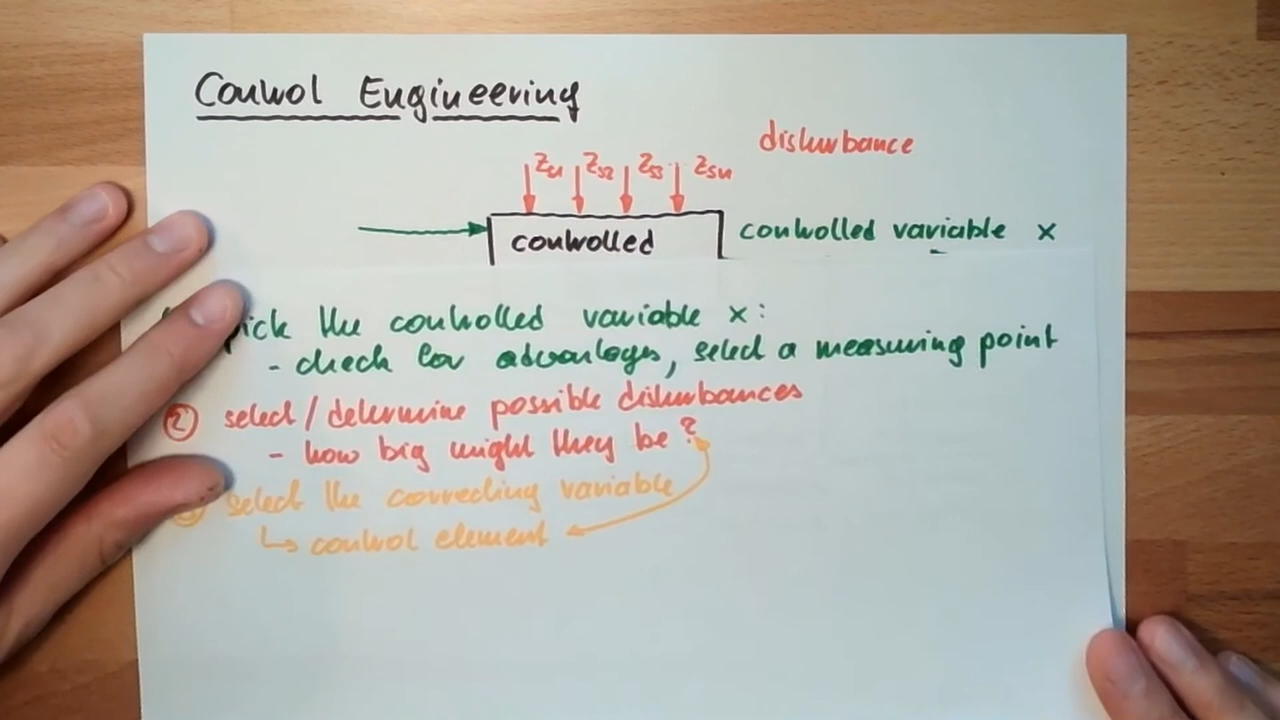 Control Engineering
disturbance
Zs1 Zs2 Zs3 Zsn
controlled
controlled variable x
pick the controlled variable x:
- check for advantages, select a measuring point
② select/determine possible disturbances
- how big might they be?
select the correcting variable
↳ control element